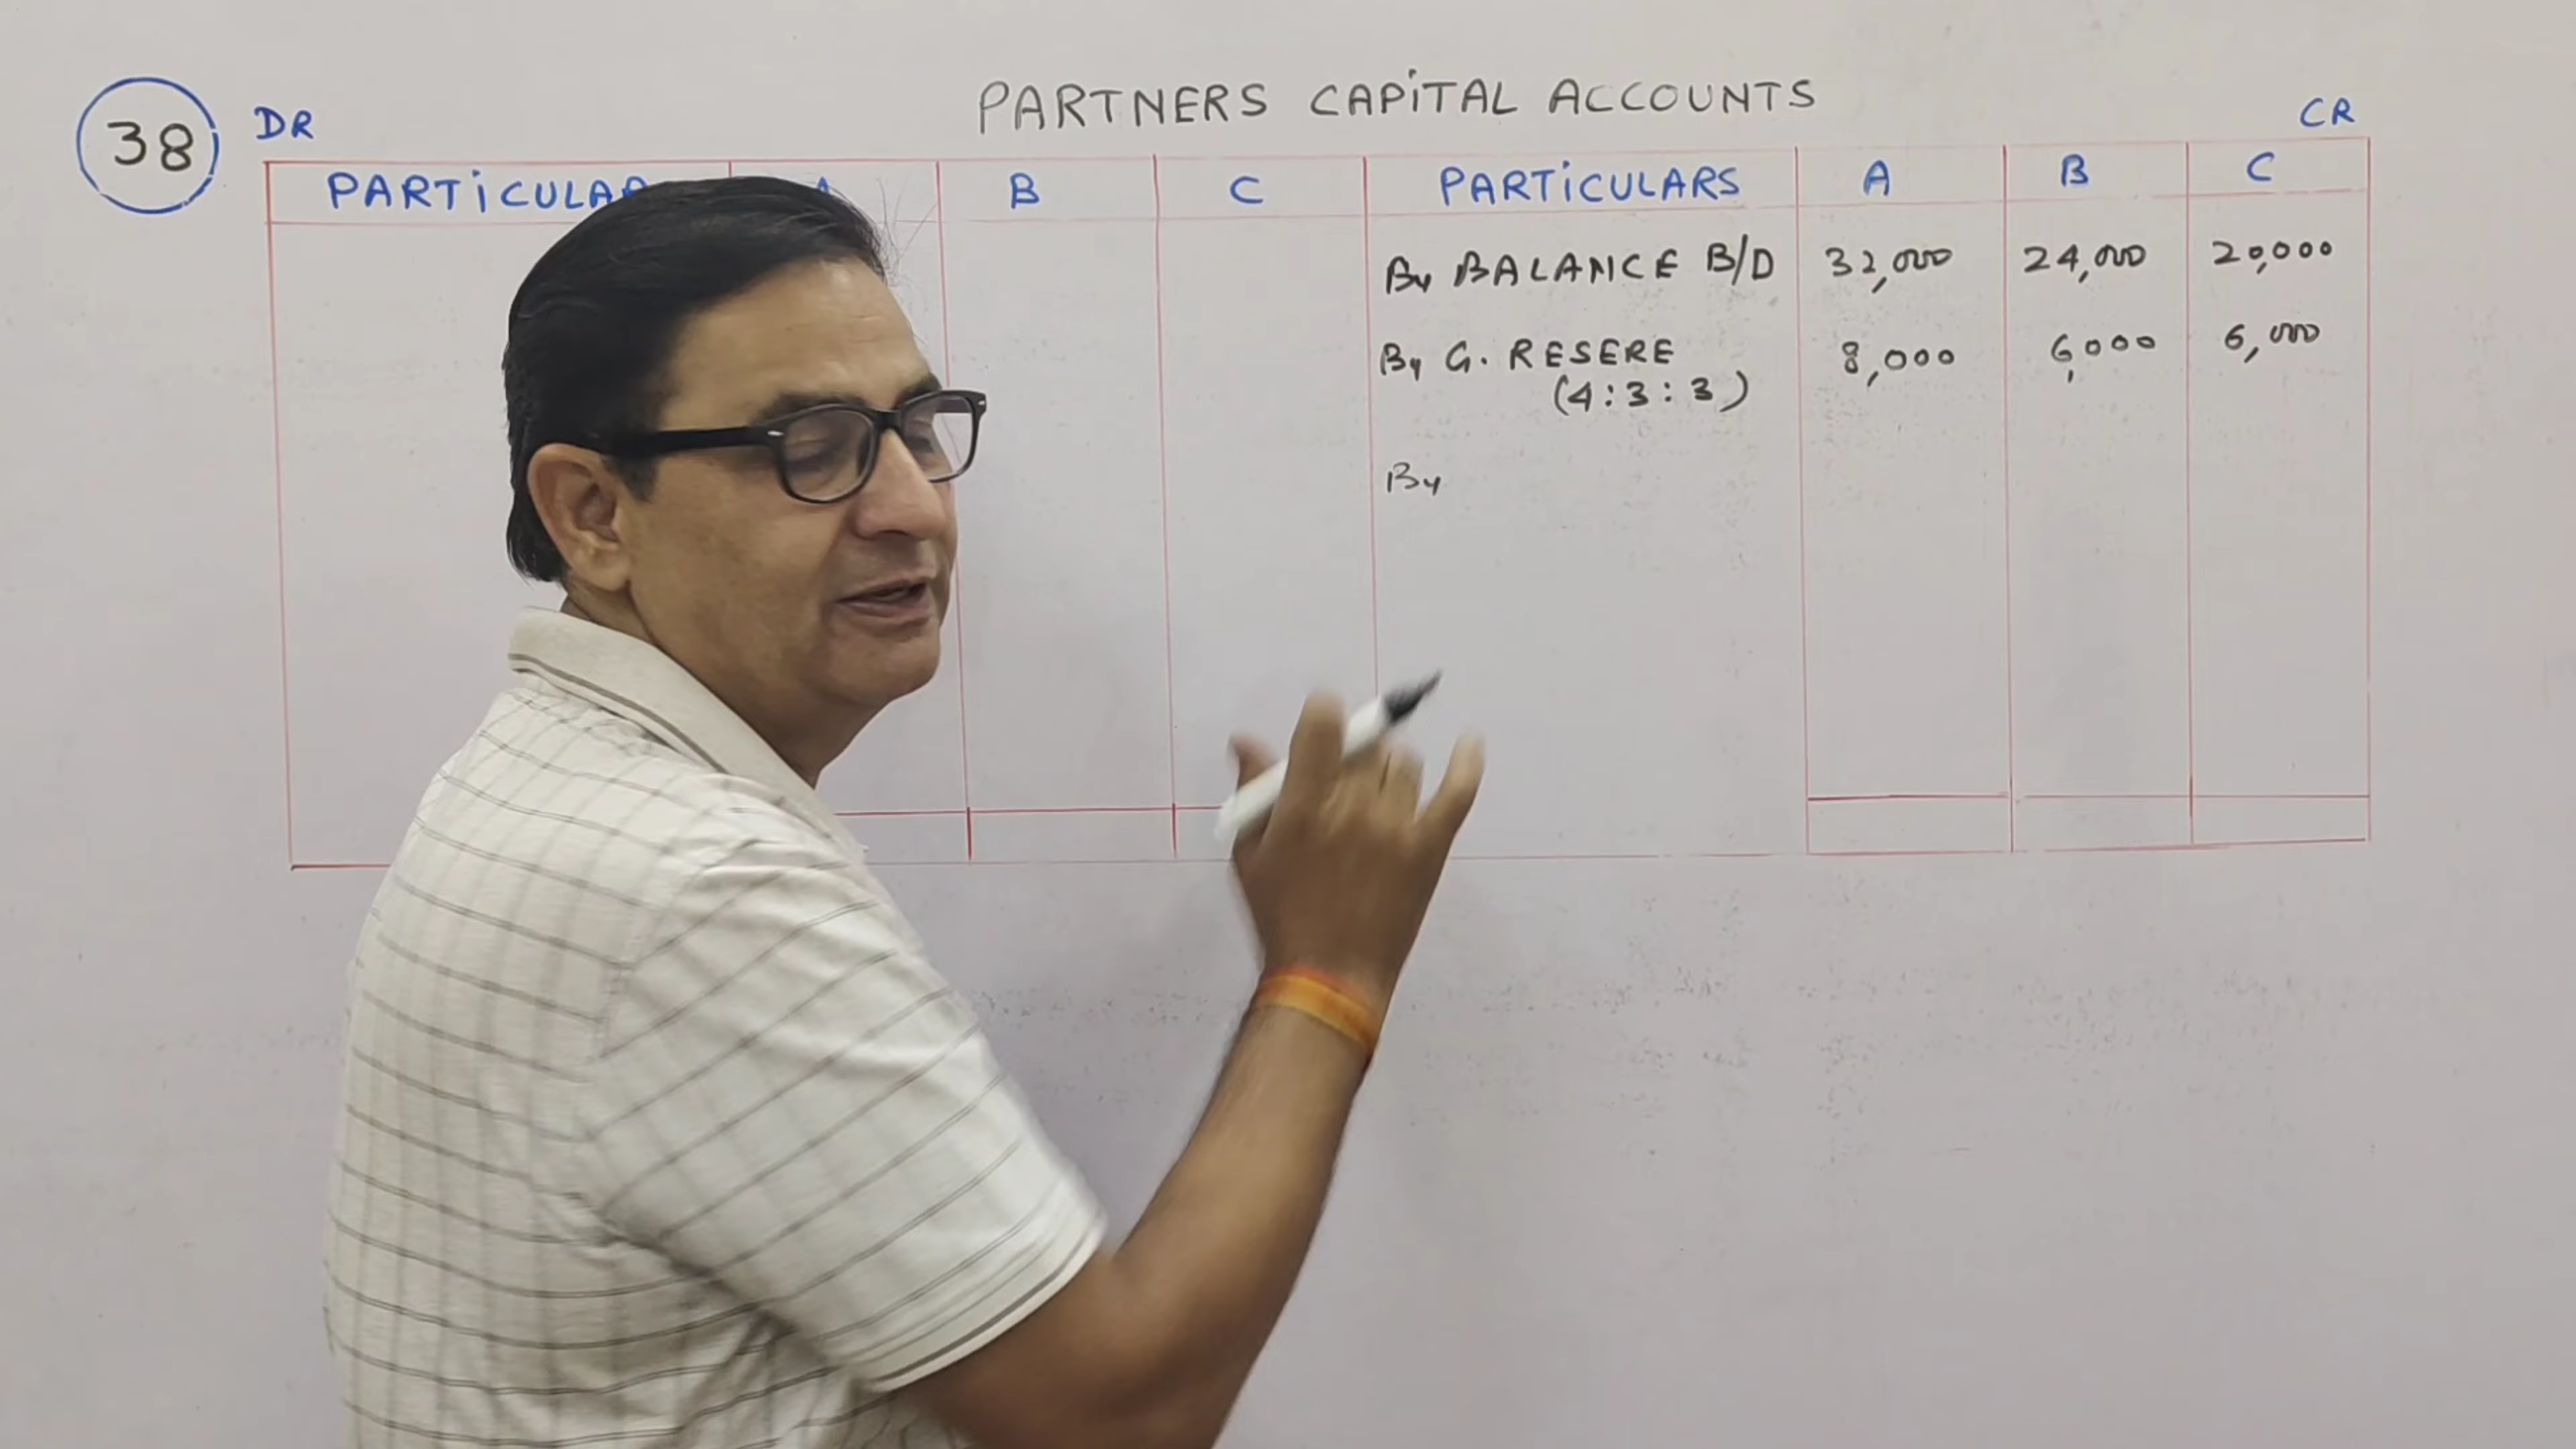 38
DR
PARTNERS CAPITAL ACCOUNTS
CR
B C PARTICULARS A B C
By BALANCE B/D 32,000 24,000 20,000
By G. RESERE 8,000 6,000 6,000
(4:3:3)
By